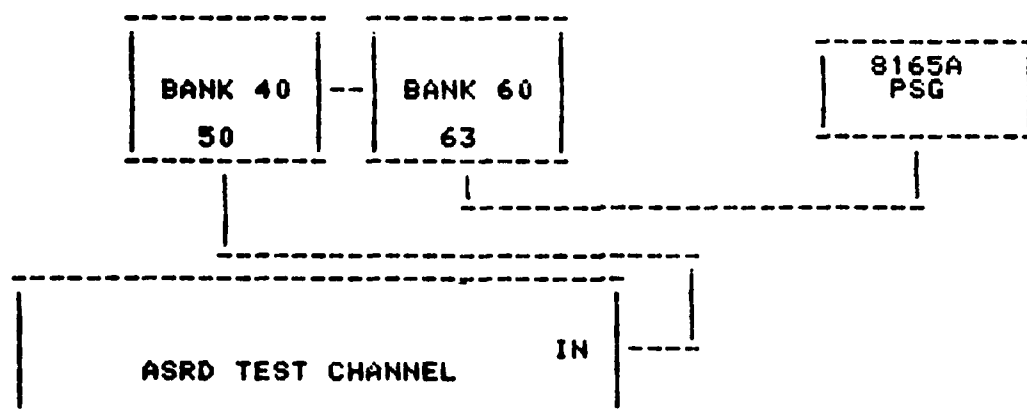 BANK 40
50
BANK 60
63
8165A
PSG
IN
ASRD TEST CHANNEL